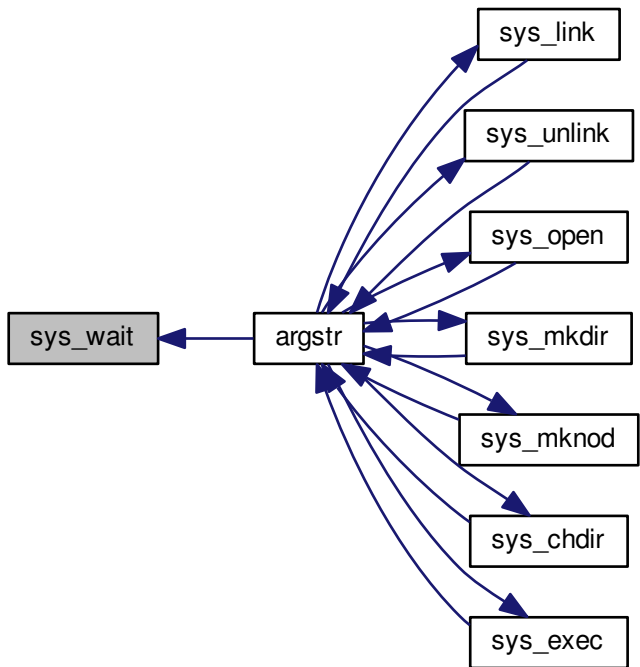 sys_link
sys_unlink
sys_open
sys_wait
argstr
sys_mkdir
sys_mknod
sys_chdir
sys_exec